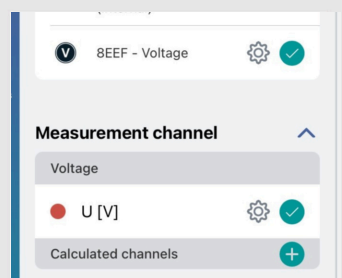 V 8EEF - Voltage
Measurement channel
Voltage
U [V]
Calculated channels